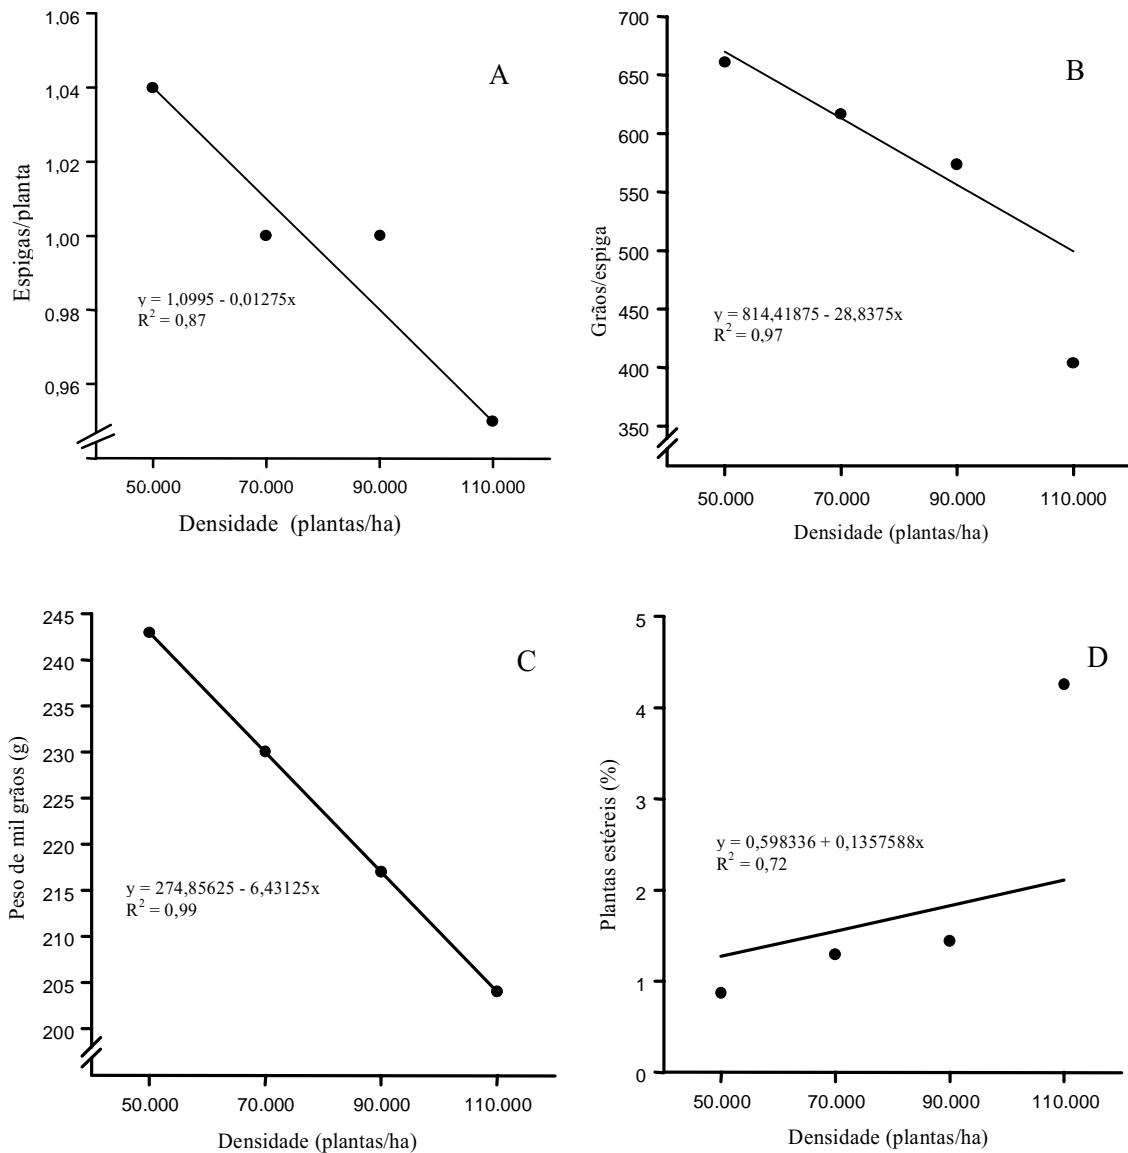 A
1,06
1,04
1,02
1,00
0,98
0,96
Espigas/planta
y = 1,0995 - 0,01275x
R² = 0,87
50.000 70.000 90.000 110.000
Densidade (plantas/ha)
B
700
650
600
550
500
450
400
350
Grãos/espiga
y = 814,41875 - 28,8375x
R² = 0,97
50.000 70.000 90.000 110.000
Densidade (plantas/ha)
C
245
240
235
230
225
220
215
210
205
200
Peso de mil grãos (g)
y = 274,85625 - 6,43125x
R² = 0,99
50.000 70.000 90.000 110.000
Densidade (plantas/ha)
D
5
4
3
2
1
0
Plantas estéreis (%)
y = 0,598336 + 0,1357588x
R² = 0,72
50.000 70.000 90.000 110.000
Densidade (plantas/ha)